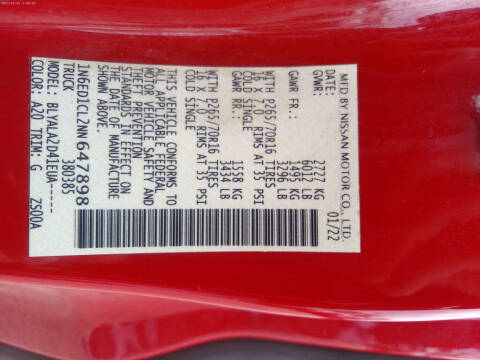 MFD BY NISSAN MOTOR CO., LTD.
01/22
GVWR: 2727 KG
6012 LB
GAWR FR: 1495 KG
3296 LB
WITH P265/70R16 TIRES,
16 X 7.0 RIMS AT 35 PSI
COLD SINGLE
GAWR RR: 1558 KG
3434 LB
WITH P265/70R16 TIRES,
16 X 7.0 RIMS AT 35 PSI
COLD SINGLE
THIS VEHICLE CONFORMS TO
ALL APPLICABLE FEDERAL
MOTOR VEHICLE SAFETY AND
THEFT PREVENTION
STANDARDS IN EFFECT ON
THE DATE OF MANUFACTURE
SHOWN ABOVE.
1N6ED1CL2NN647898
TRUCK 380385
MODEL: BLYALA2D41EUA-----
COLOR: A20 TRIM: G Z500A